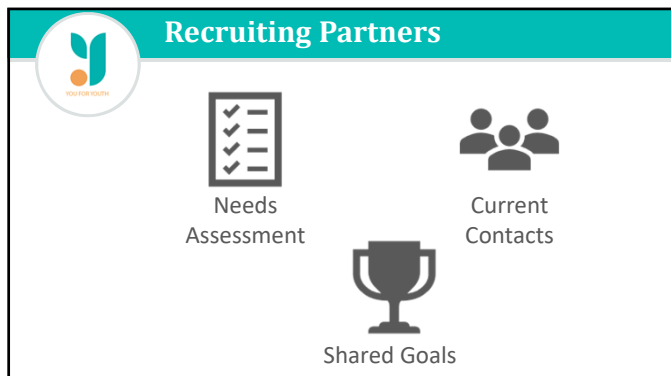 Recruiting Partners
YOU FOR YOUTH
Needs
Assessment
Current
Contacts
Shared Goals